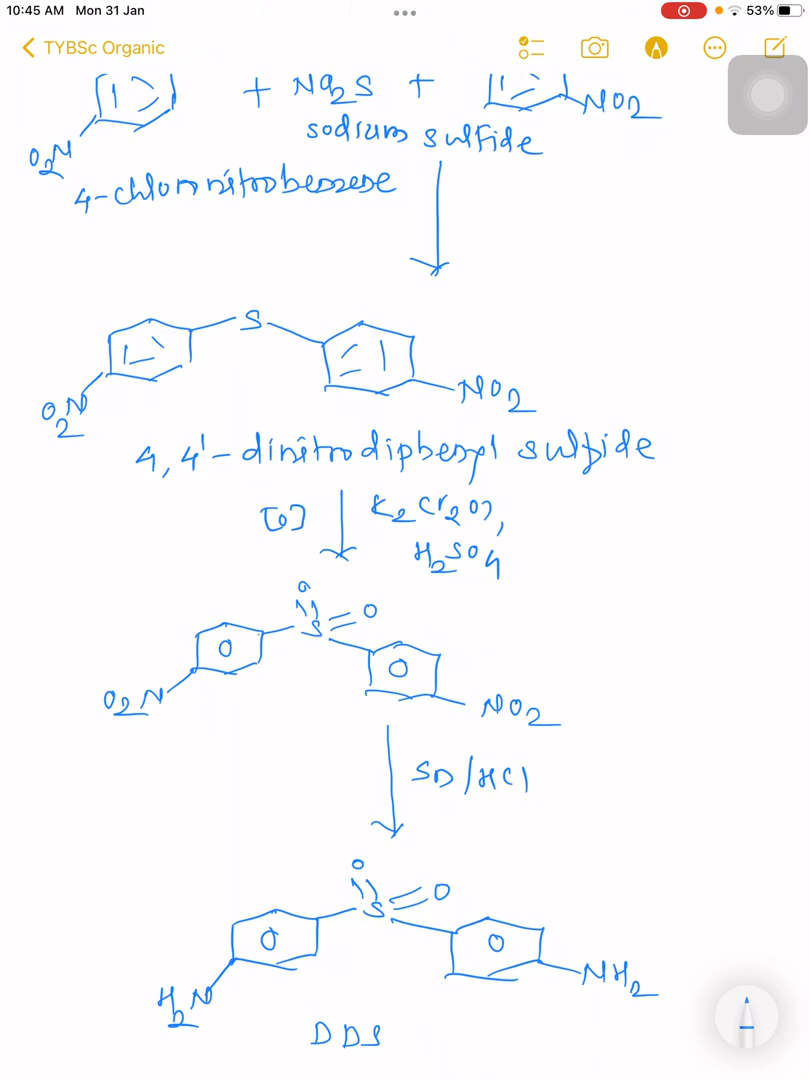 10:45 AM Mon 31 Jan
53%
TYBSc Organic
+ Na2S +
NO2
O2N
sodium sulfide
4-chloronitrobenzene
S
O2N
NO2
4,4'-dinitrodiphenyl sulfide
[O] K2Cr2O7,
H2SO4
O
S=O
O2N
NO2
Sn/HCl
O
S=O
H2N
NH2
DDS